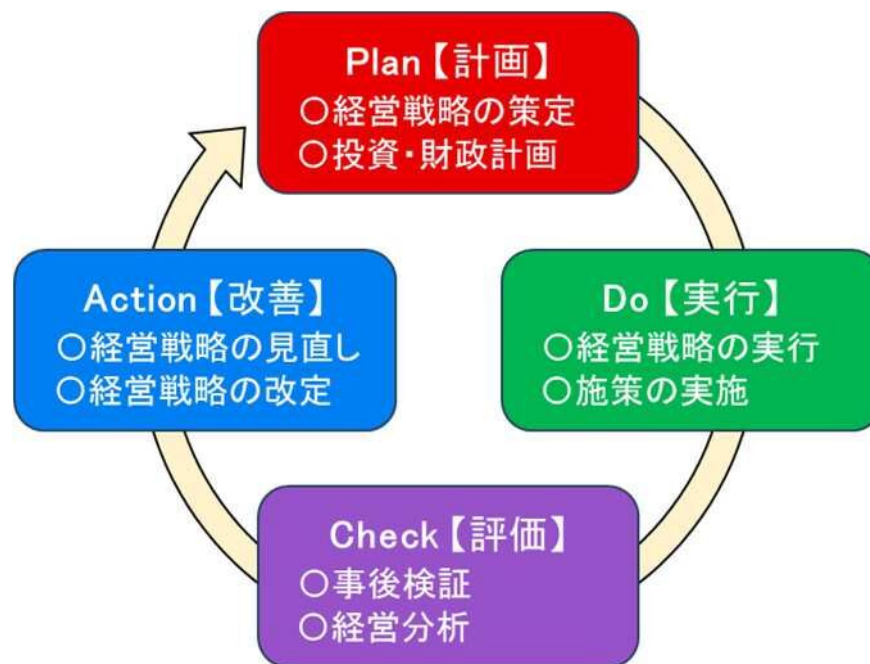 Plan【計画】
○経営戦略の策定
○投資・財政計画
Do【実行】
○経営戦略の実行
○施策の実施
Check【評価】
○事後検証
○経営分析
Action【改善】
○経営戦略の見直し
○経営戦略の改定